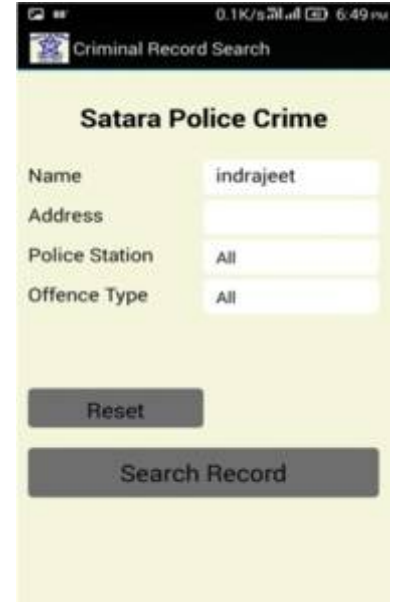 0.1K/s 6:49 PM
Criminal Record Search
Satara Police Crime
Name indrajeet
Address
Police Station All
Offence Type All
Reset
Search Record